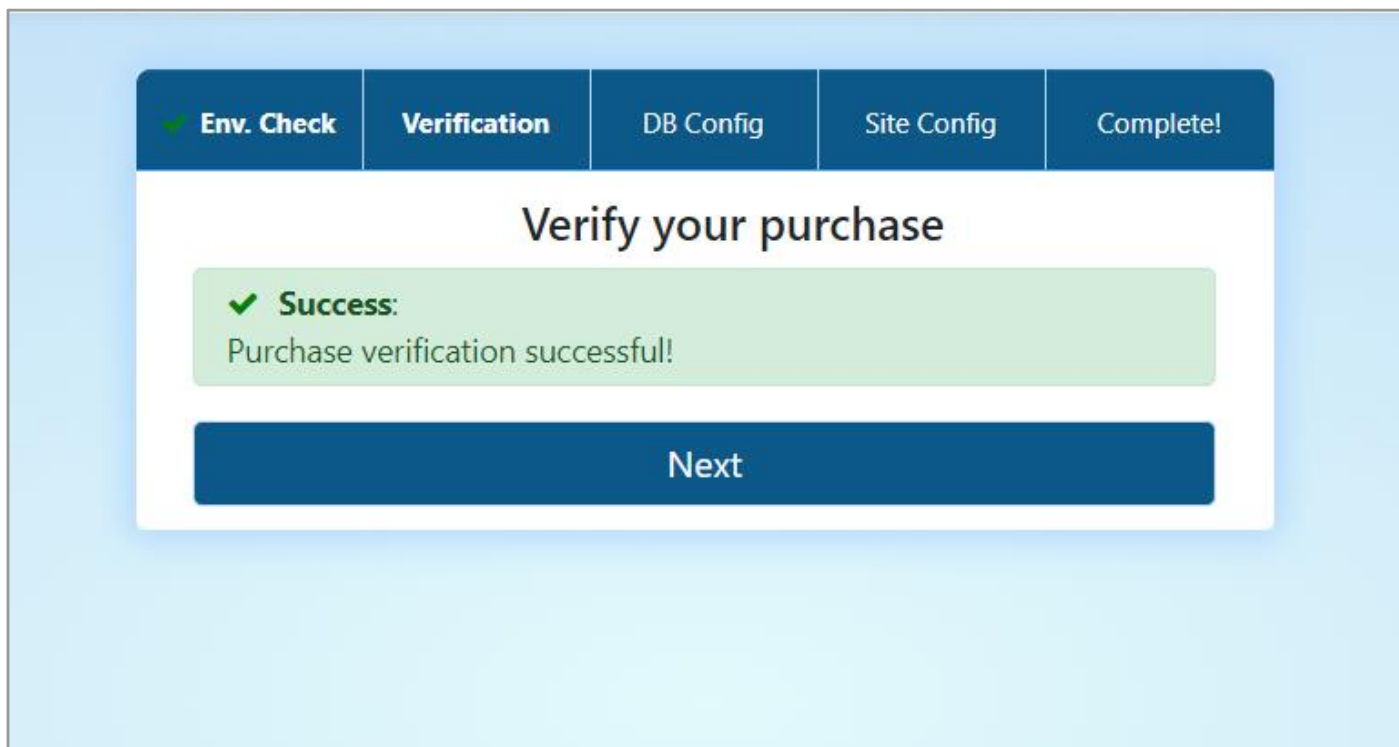 Env. Check
Verification
DB Config
Site Config
Complete!
Verify your purchase
Success:
Purchase verification successful!
Next